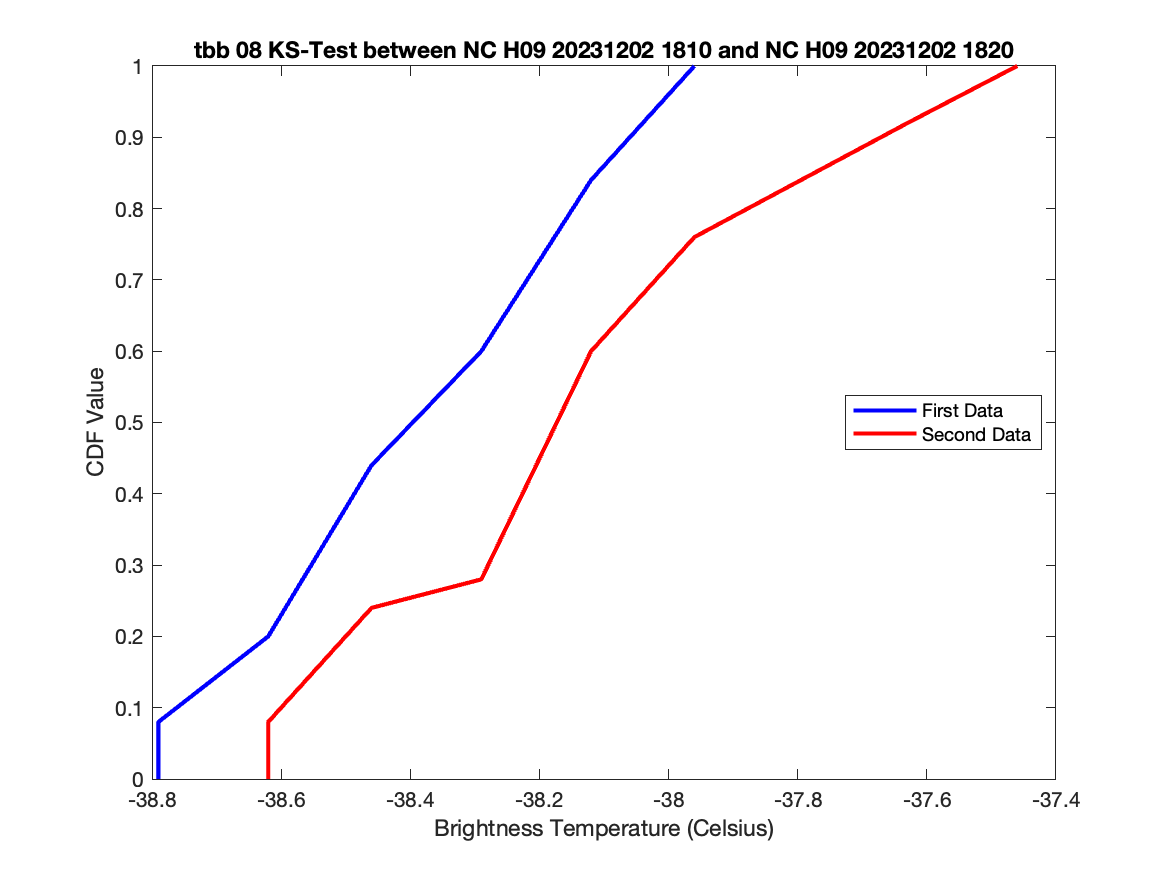 tbb 08 KS-Test between NC H09 20231202 1810 and NC H09 20231202 1820
1
0.9
0.8
0.7
0.6
0.5
0.4
0.3
0.2
0.1
0
CDF Value
First Data
Second Data
-38.8 -38.6 -38.4 -38.2 -38 -37.8 -37.6 -37.4
Brightness Temperature (Celsius)